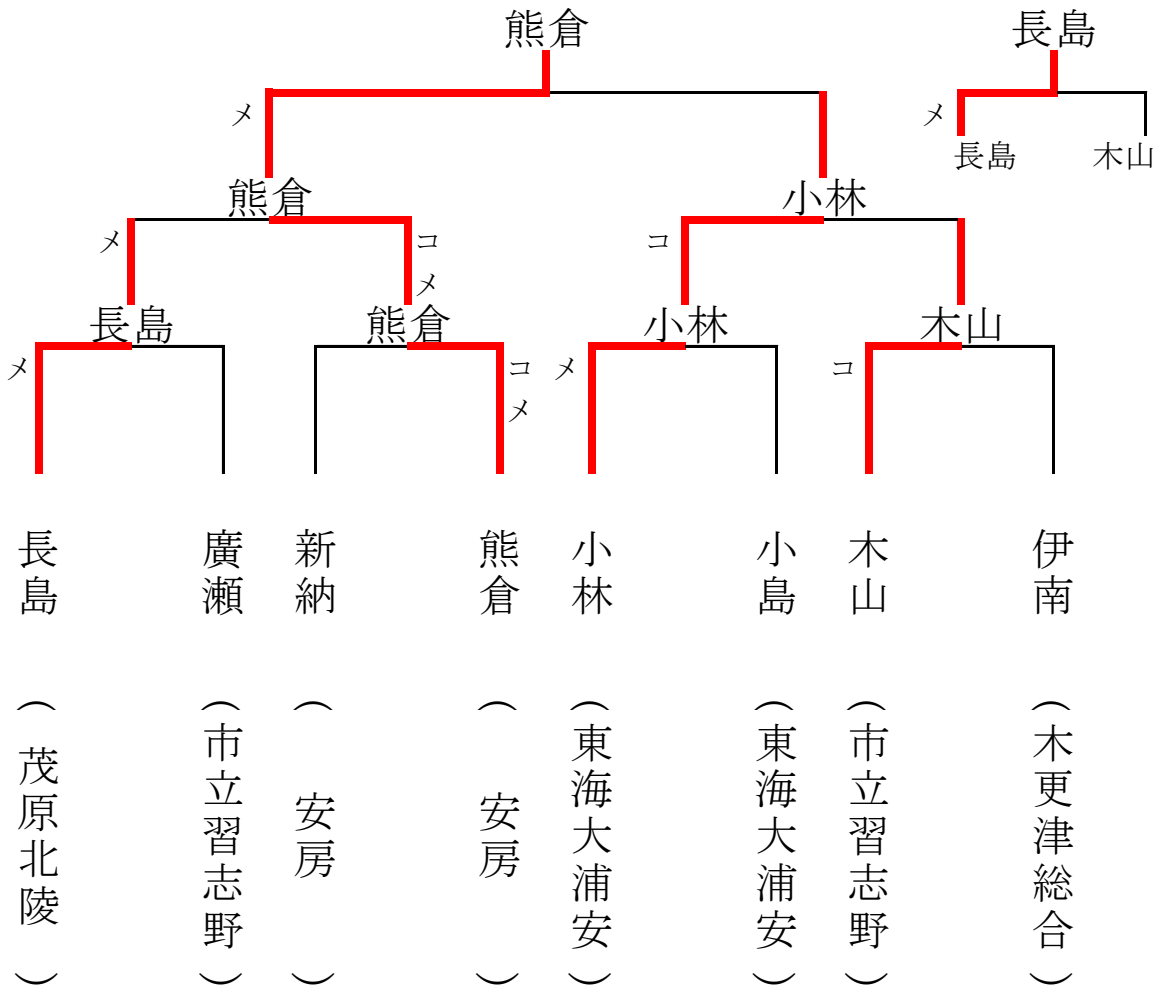 熊倉
長島
メ
メ
長島
木山
熊倉
小林
メ
コ
メ
コ
長島
熊倉
小林
木山
メ
コ
メ
メ
コ
長島
廣瀬
新納
熊倉
小林
小島
木山
伊南
(茂原北陵)
(市立習志野)
(安房)
(安房)
(東海大浦安)
(東海大浦安)
(市立習志野)
(木更津総合)